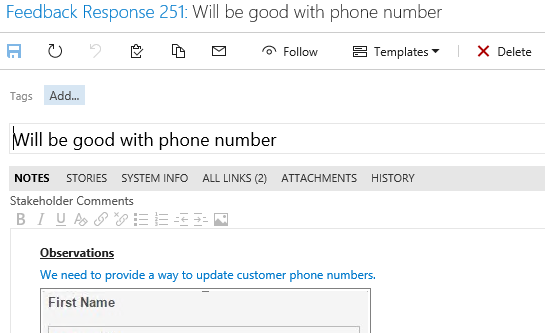 Feedback Response 251: Will be good with phone number
Follow Templates Delete
Tags Add...
Will be good with phone number
NOTES STORIES SYSTEM INFO ALL LINKS (2) ATTACHMENTS HISTORY
Stakeholder Comments
B I U A
Observations
We need to provide a way to update customer phone numbers.
First Name